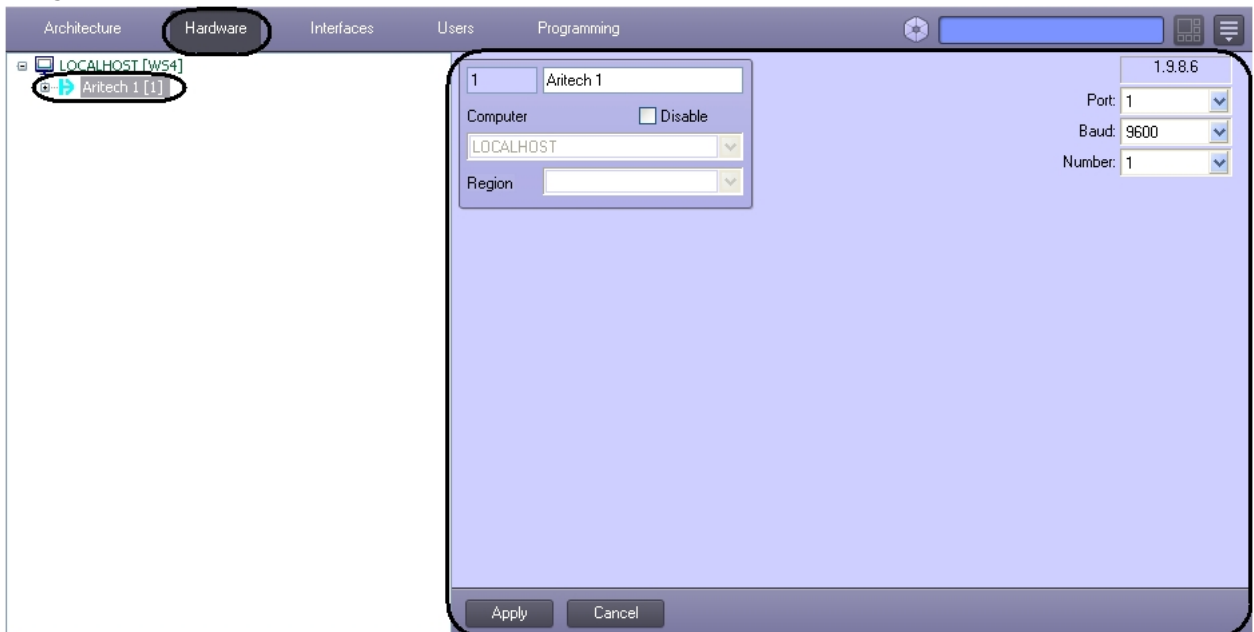 Architecture Hardware Interfaces Users Programming
LOCALHOST [WS4]
Aritech 1 [1]
1 Aritech 1
Computer Disable
LOCALHOST
Region
1.9.8.6
Port: 1
Baud: 9600
Number: 1
Apply Cancel